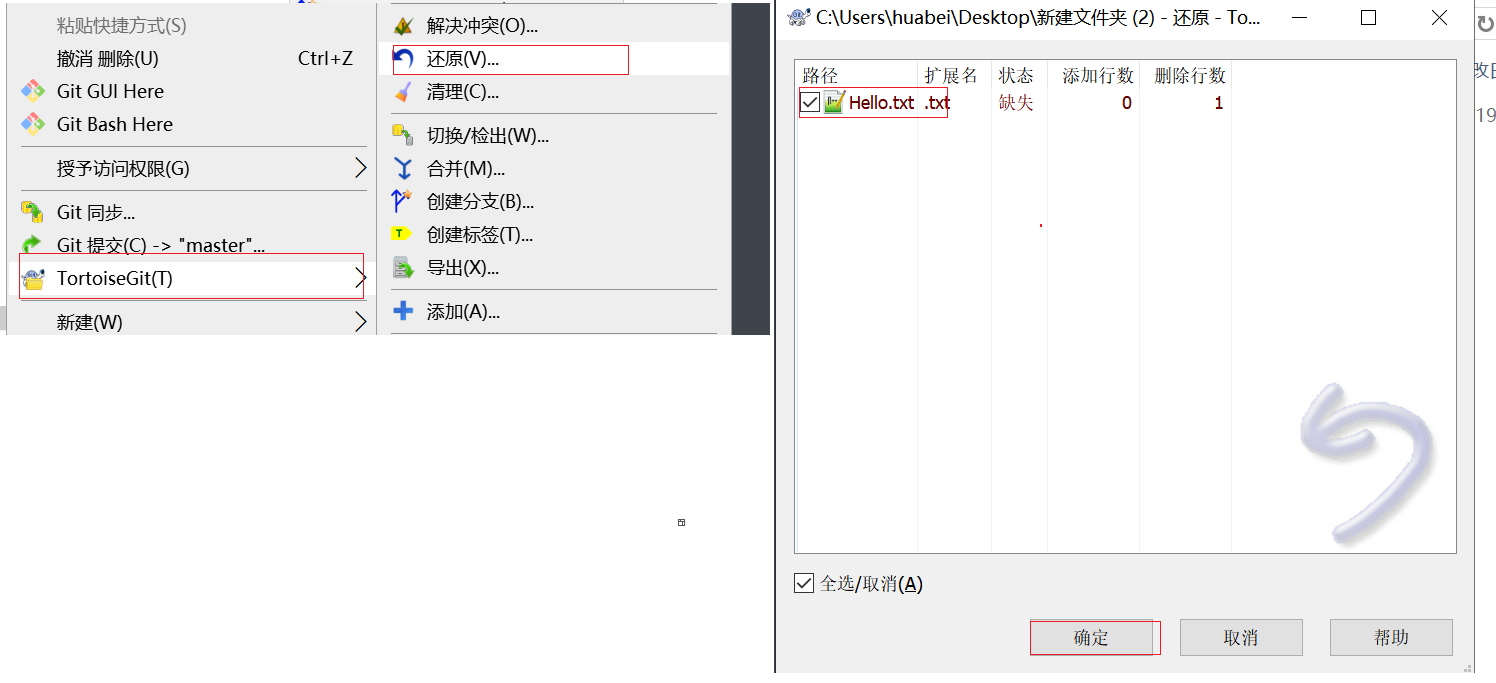 粘贴快捷方式(S)
撤消 删除(U) Ctrl+Z
Git GUI Here
Git Bash Here
授予访问权限(G)
Git 同步...
Git 提交(C) -> "master"...
TortoiseGit(T)
新建(W)
解决冲突(O)...
还原(V)...
清理(C)...
切换/检出(W)...
合并(M)...
创建分支(B)...
创建标签(T)...
导出(X)...
添加(A)...
C:\Users\huabei\Desktop\新建文件夹 (2) - 还原 - To...
路径 扩展名 状态 添加行数 删除行数
Hello.txt .txt 缺失 0 1
全选/取消(A)
确定 取消 帮助
19